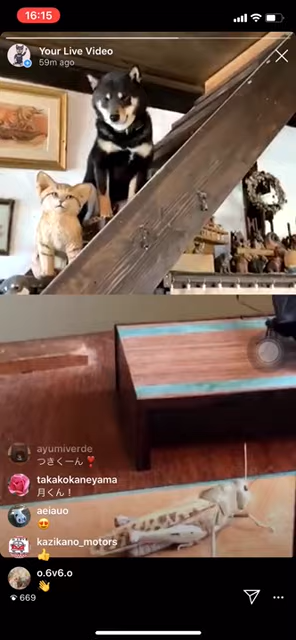 16:15
Your Live Video
59m ago
ayumiverde
つきくーん❣️
takakokaneyama
月くん！
aeiauo
😍
kazikano_motors
👍
o.6v6.o
👋
669